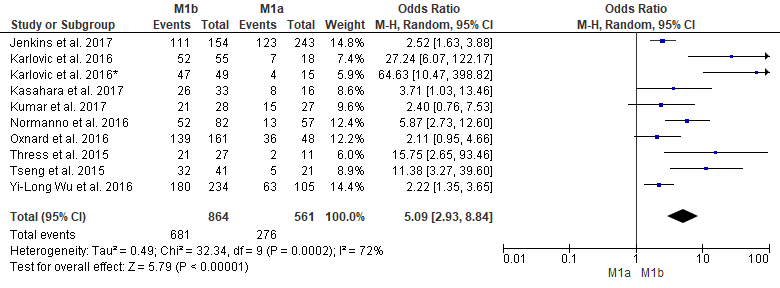 M1b M1a Odds Ratio Odds Ratio
Study or Subgroup Events Total Events Total Weight M-H, Random, 95% CI M-H, Random, 95% CI
Jenkins et al. 2017 111 154 123 243 14.8% 2.52 [1.63, 3.88]
Karlovic et al. 2016 52 55 7 18 7.6% 27.24 [6.07, 122.17]
Karlovic et al. 2016* 47 49 4 15 5.9% 64.63 [10.47, 398.82]
Kasahara et al. 2017 26 33 8 16 8.9% 3.71 [1.03, 13.46]
Kumar et al. 2017 21 28 15 27 9.6% 2.40 [0.76, 7.53]
Normanno et al. 2016 52 82 13 57 12.5% 5.87 [2.73, 12.60]
Oxnard et al. 2016 139 161 36 48 12.2% 2.11 [0.95, 4.66]
Thress et al. 2015 21 27 2 11 6.0% 15.75 [2.65, 93.46]
Tseng et al. 2015 32 41 5 21 9.1% 11.38 [3.27, 39.60]
Yi-Long Wu et al. 2016 180 234 63 105 14.4% 2.22 [1.35, 3.65]
Total (95% CI) 864 561 100.0% 5.09 [2.93, 8.84]
Total events 681 276
Heterogeneity: Tau² = 0.49; Chi² = 32.34, df = 9 (P = 0.0002); I² = 72%
Test for overall effect: Z = 5.79 (P < 0.00001)
0.01 0.1 1 10 100
M1a M1b